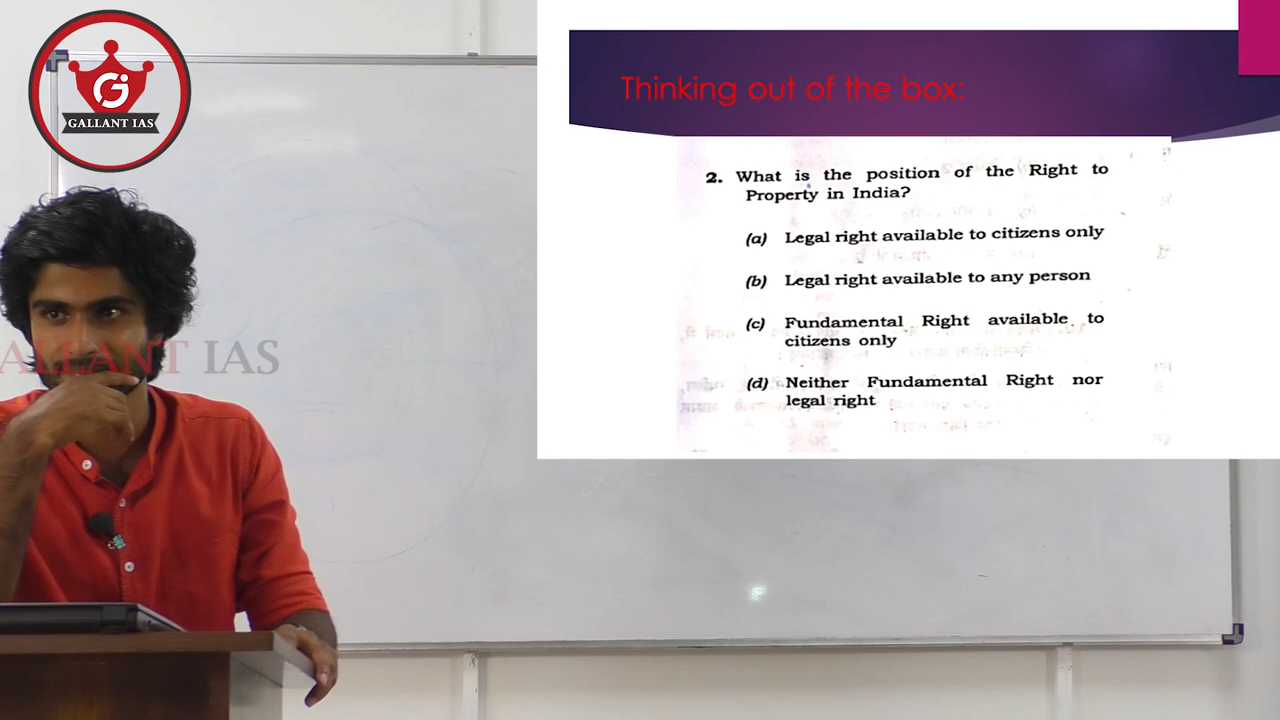 GALLANT IAS
ALLANT IAS
Thinking out of the box:
2. What is the position of the Right to
Property in India?
(a) Legal right available to citizens only
(b) Legal right available to any person
(c) Fundamental Right available to
citizens only
(d) Neither Fundamental Right nor
legal right